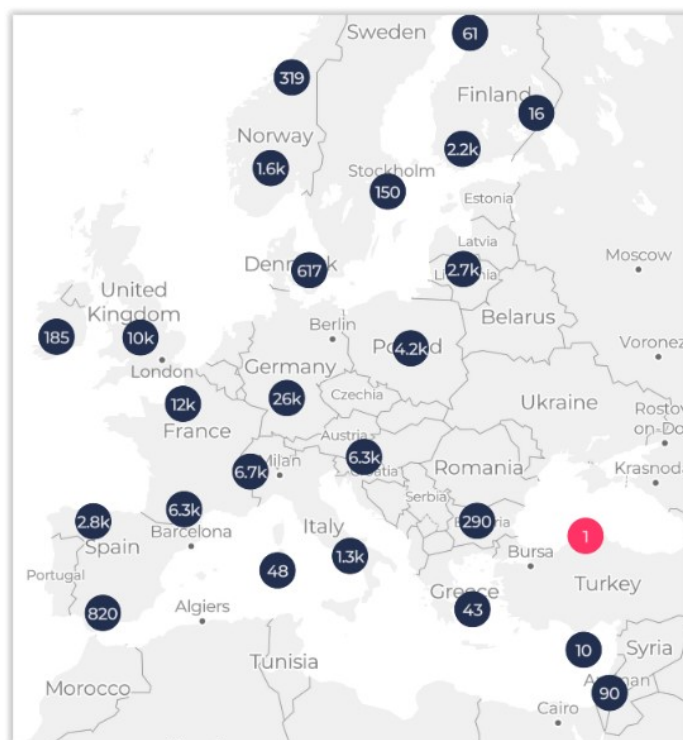 Sweden
61
319
Finland
16
Norway
1.6k
2.2k
Stockholm
150
Estonia
Latvia
Moscow
617
2.7k
United
Kingdom
185
10k
London
Berlin
4.2k
Belarus
Voronez
Germany
26k
Czechia
12k
France
Ukraine
Rostov
on-Do
Austria
6.3k
6.7k
Milan
Romania
Krasnoda
Serbia
2.8k
Spain
6.3k
Barcelona
Italy
1.3k
290
1
Bursa
Portugal
48
Turkey
820
Algiers
Greece
43
Tunisia
10
Syria
Morocco
90
Cairo